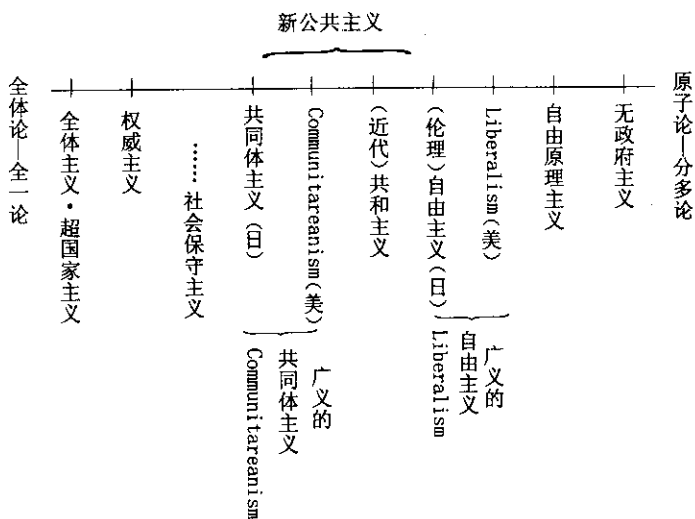 新公共主义
全体论—全一论
全体主义·超国家主义
权威主义
……社会保守主义
共同体主义(日)
Communitareanism(美)
(近代)共和主义
(伦理)自由主义(日)
Liberalism(美)
自由原理主义
无政府主义
原子论—分多论
广义的
共同体主义
Communitareanism
广义的
自由主义
Liberalism